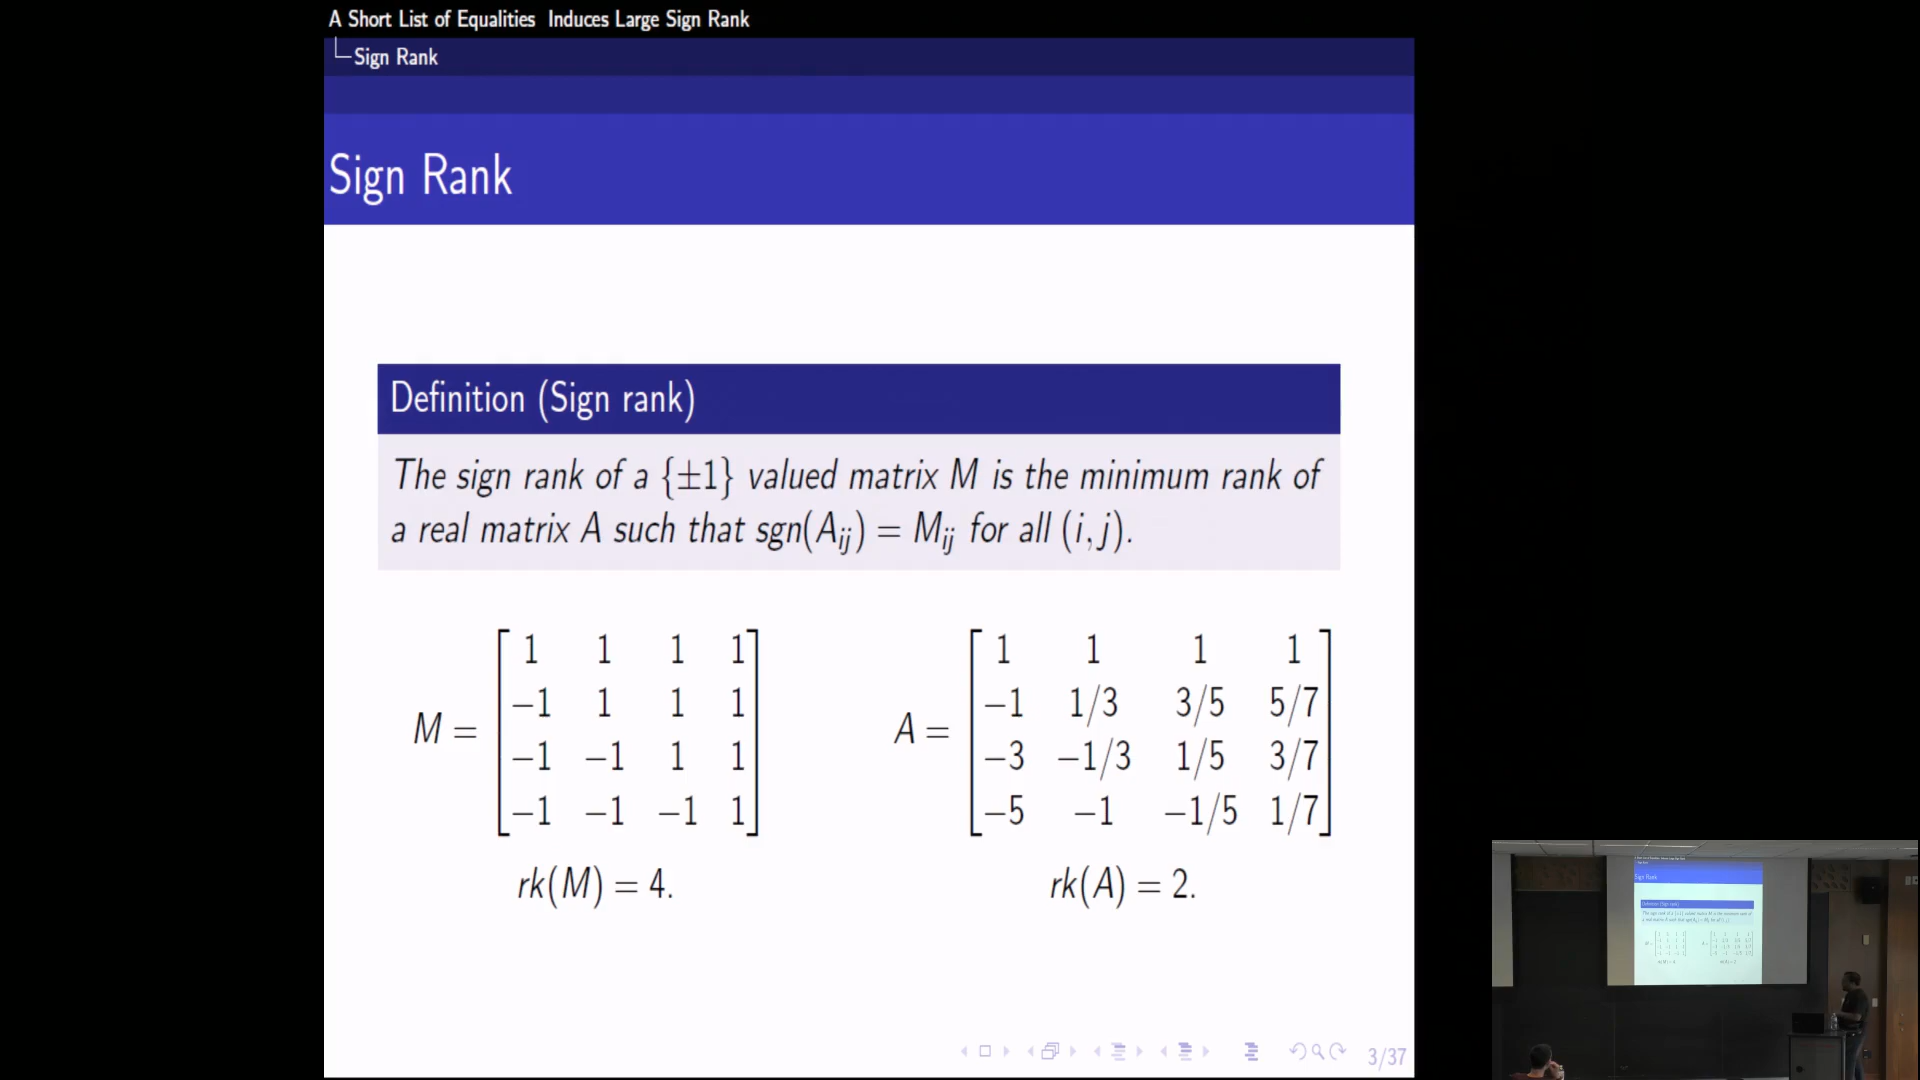 A Short List of Equalities Induces Large Sign Rank
Sign Rank
Sign Rank
Definition (Sign rank)
The sign rank of a {±1} valued matrix M is the minimum rank of
a real matrix A such that sgn(A_ij) = M_ij for all (i, j).
M =
1 1 1 1
−1 1 1 1
−1 −1 1 1
−1 −1 −1 1
rk(M) = 4.
A =
1 1 1 1
−1 1/3 3/5 5/7
−3 −1/3 1/5 3/7
−5 −1 −1/5 1/7
rk(A) = 2.
3/37
Sign Rank